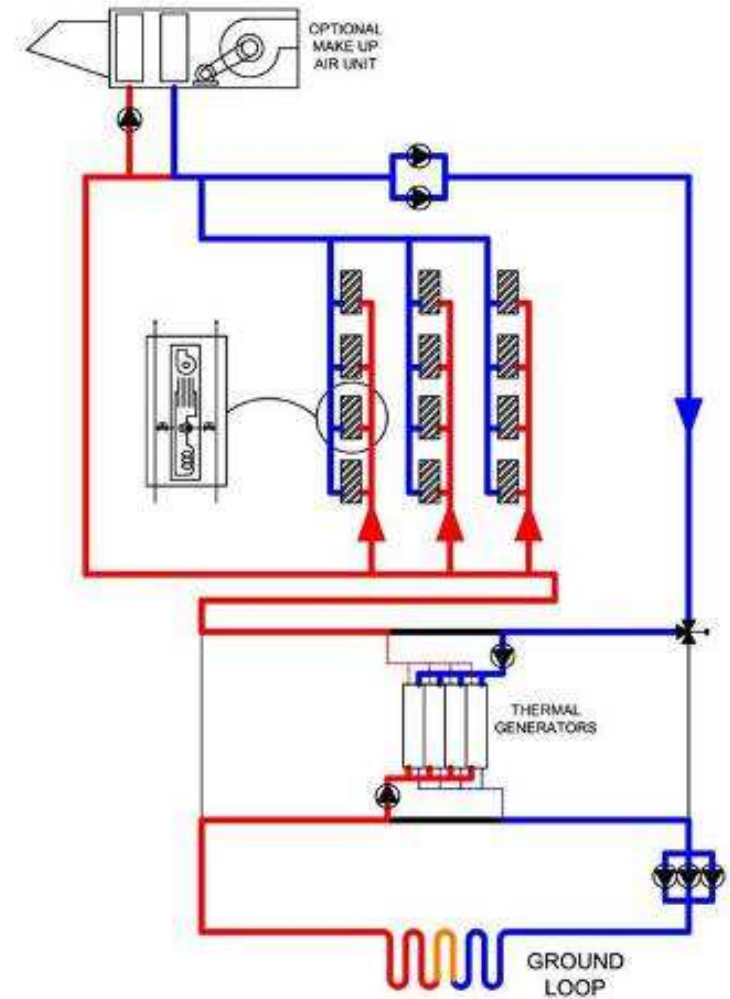 OPTIONAL
MAKE UP
AIR UNIT
THERMAL
GENERATORS
GROUND
LOOP